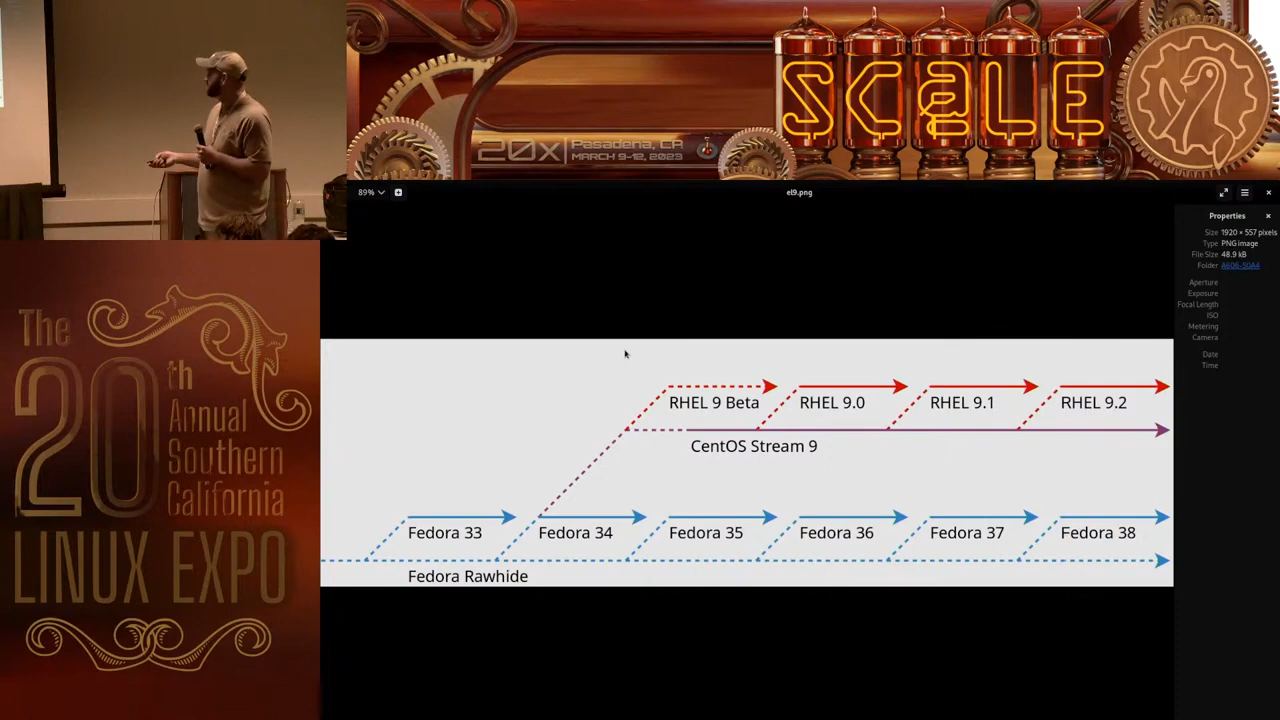 SCaLE
20x
Pasadena, CA
MARCH 9-12, 2023
89%
el9.png
Properties
Size 1920 × 557 pixels
Type PNG image
File Size 48.9 kB
Folder A606-50A4
Aperture
Exposure
Focal Length
ISO
Metering
Camera
Date
Time
The
20th
Annual
Southern
California
LINUX EXPO
RHEL 9 Beta
RHEL 9.0
RHEL 9.1
RHEL 9.2
CentOS Stream 9
Fedora 33
Fedora 34
Fedora 35
Fedora 36
Fedora 37
Fedora 38
Fedora Rawhide